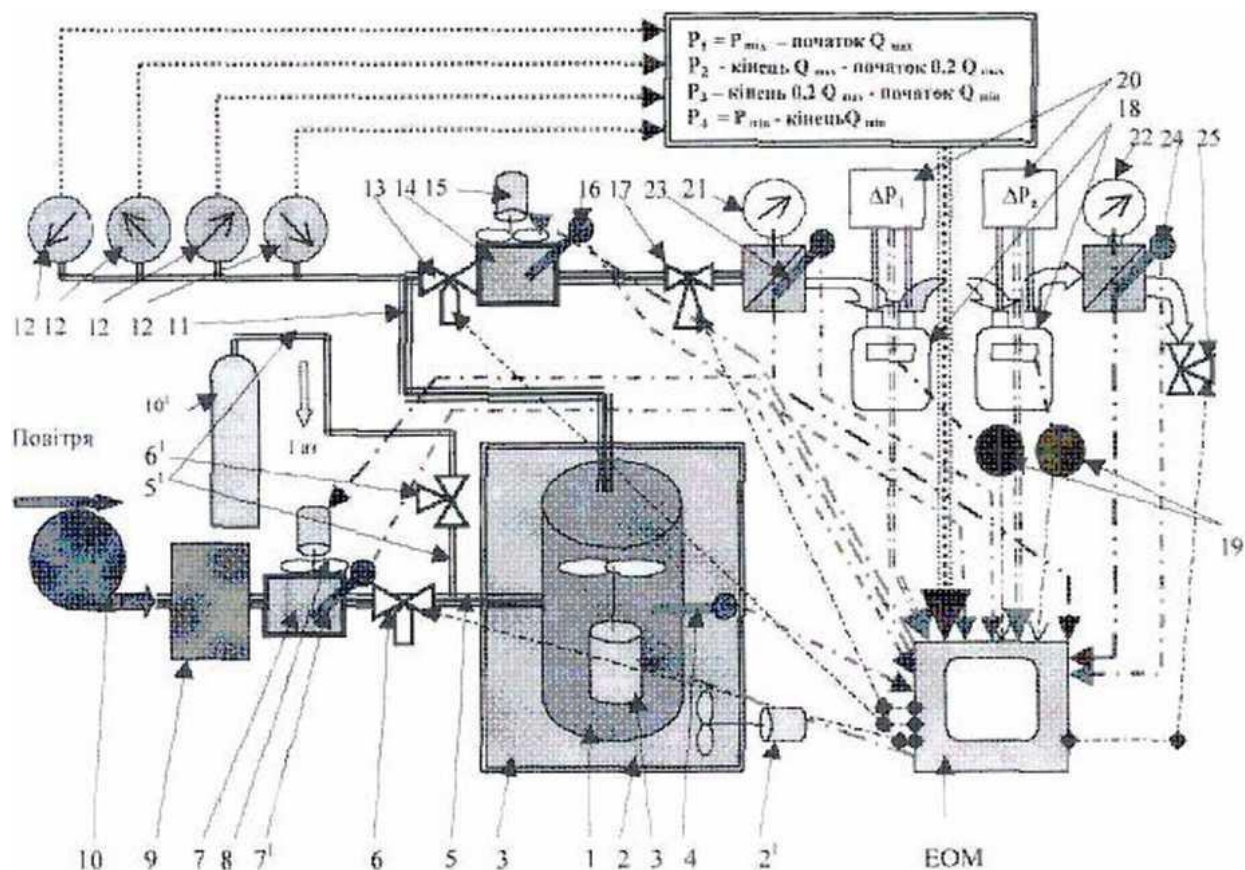 P₁ = P max – початок Q max
P₂ - кінець Q max - початок 0.2 Q max
P₃ – кінець 0.2 Q max - початок Q min
P₄ = P min - кінець Q min
20
18
13 14 15
16 17 23 21
22 24 25
ΔP₁
ΔP₂
12 12 12 12 11
10¹
Повітря
Газ
6¹
5¹
19
10 9 7 8 7¹ 6 5 3 1 2 3 4 2¹ ЕОМ